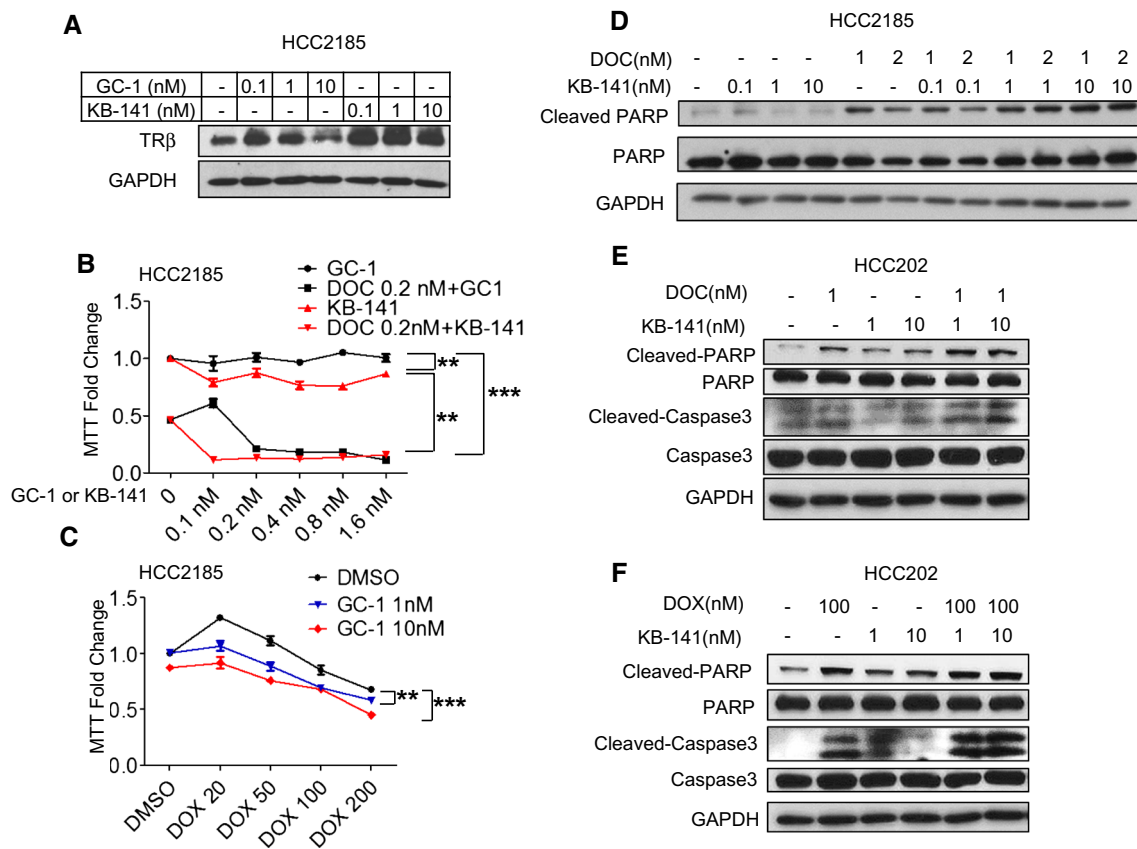 A
HCC2185
GC-1 (nM) - 0.1 1 10 - - -
KB-141 (nM) - - - - 0.1 1 10
TRβ
GAPDH
B
HCC2185
GC-1
DOC 0.2 nM+GC1
KB-141
DOC 0.2nM+KB-141
MTT Fold Change
1.5
1.0
0.5
0.0
**
**
***
GC-1 or KB-141
0 0.1 nM 0.2 nM 0.4 nM 0.8 nM 1.6 nM
C
HCC2185
DMSO
GC-1 1nM
GC-1 10nM
MTT Fold Change
1.5
1.0
0.5
0.0
** ***
DMSO DOX 20 DOX 50 DOX 100 DOX 200
D
HCC2185
DOC(nM) - - - - 1 2 1 2 1 2 1 2
KB-141(nM) - 0.1 1 10 - - 0.1 0.1 1 1 10 10
Cleaved PARP
PARP
GAPDH
E
HCC202
DOC(nM) - 1 - - 1 1
KB-141(nM) - - 1 10 1 10
Cleaved-PARP
PARP
Cleaved-Caspase3
Caspase3
GAPDH
F
HCC202
DOX(nM) - 100 - - 100 100
KB-141(nM) - - 1 10 1 10
Cleaved-PARP
PARP
Cleaved-Caspase3
Caspase3
GAPDH